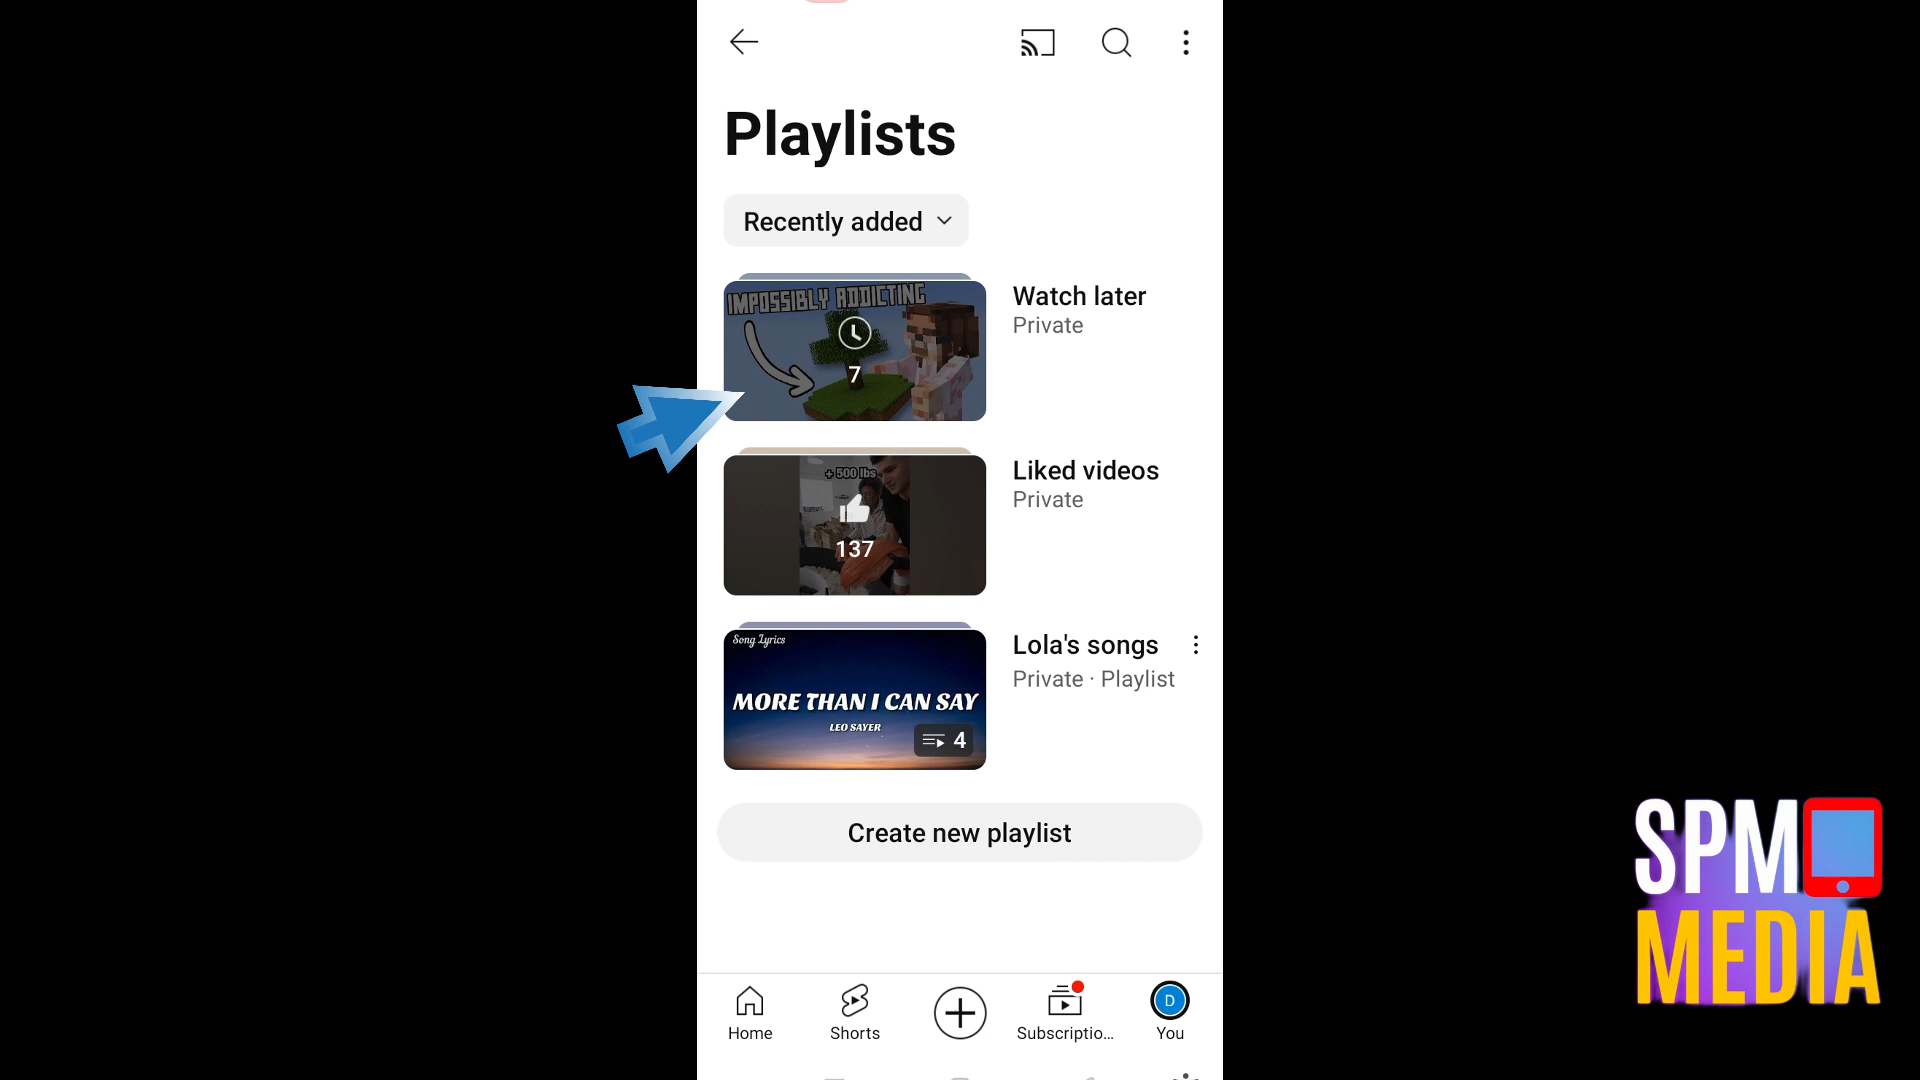 Playlists
Recently added
IMPOSSIBLY ADDICTING
7
Watch later
Private
+ 500 lbs
137
Liked videos
Private
Song Lyrics
MORE THAN I CAN SAY
LEO SAYER
4
Lola's songs
Private · Playlist
Create new playlist
Home
Shorts
Subscriptio...
D
You
SPM
MEDIA